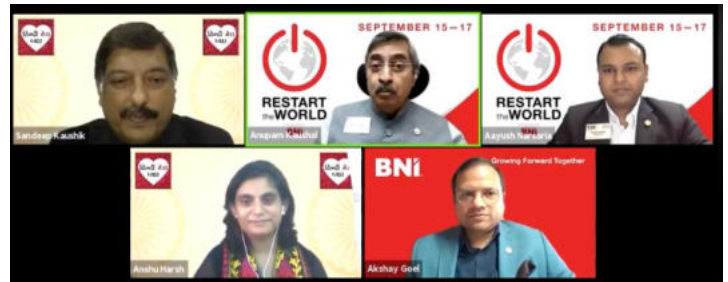 Sandeep Kaushik
SEPTEMBER 15–17
RESTART
the WORLD
BNI
Anupam Kaushal
SEPTEMBER 15–17
RESTART
the WORLD
Aayush Narsaria
Anshu Harsh
BNI
Growing Forward Together
Akshay Goel